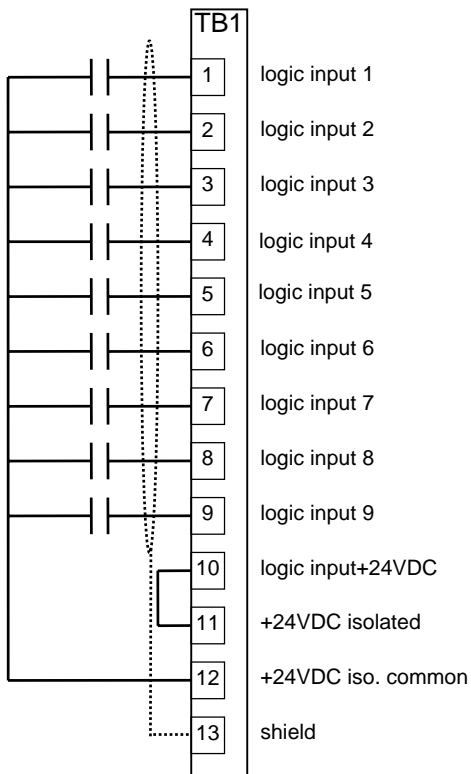 TB1
1 logic input 1
2 logic input 2
3 logic input 3
4 logic input 4
5 logic input 5
6 logic input 6
7 logic input 7
8 logic input 8
9 logic input 9
10 logic input+24VDC
11 +24VDC isolated
12 +24VDC iso. common
13 shield